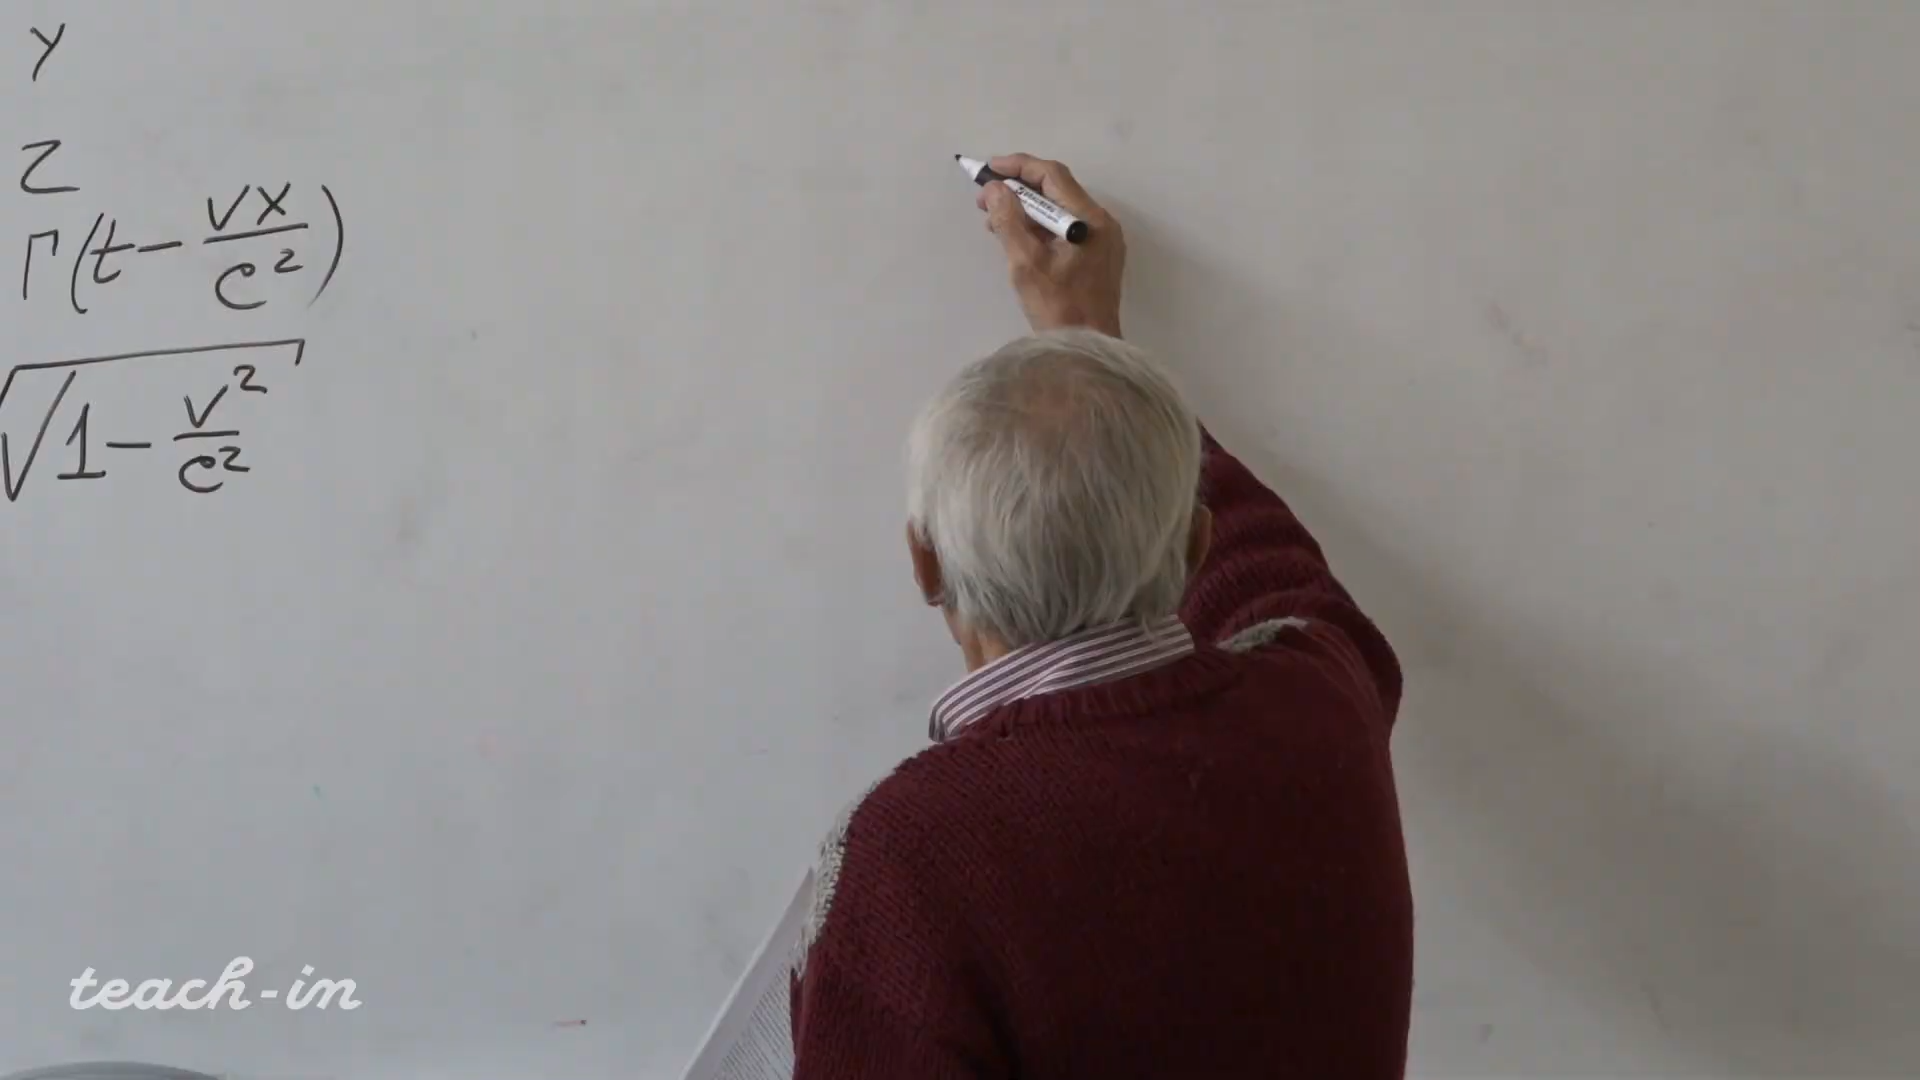 y
z
Γ(t - vx/c²)
√1 - v²/c²
teach-in